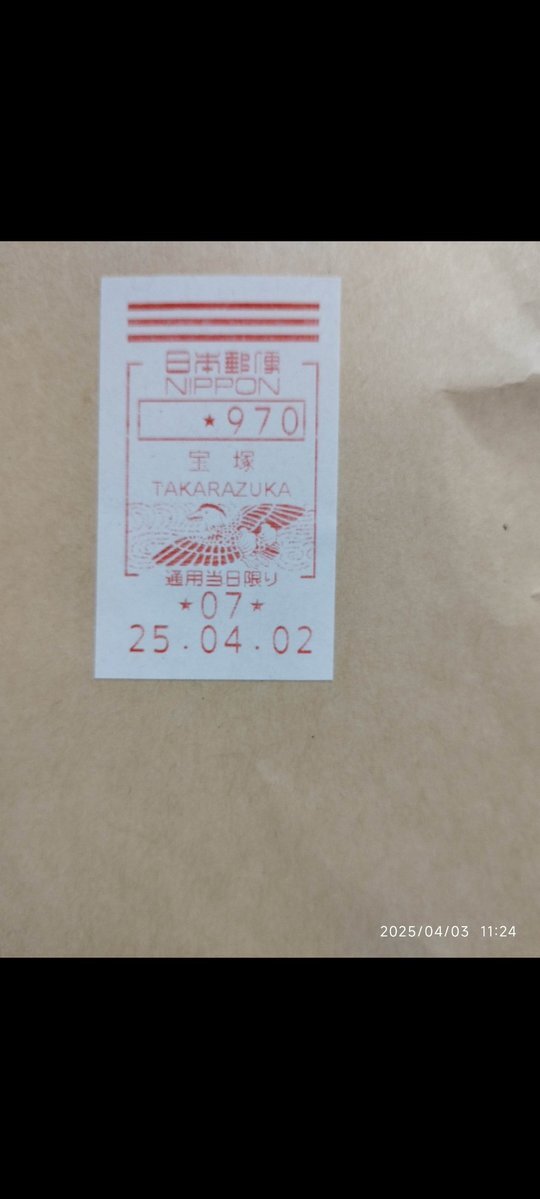 日本郵便
NIPPON
★970
宝塚
TAKARAZUKA
通用当日限り
★07★
25.04.02
2025/04/03 11:24